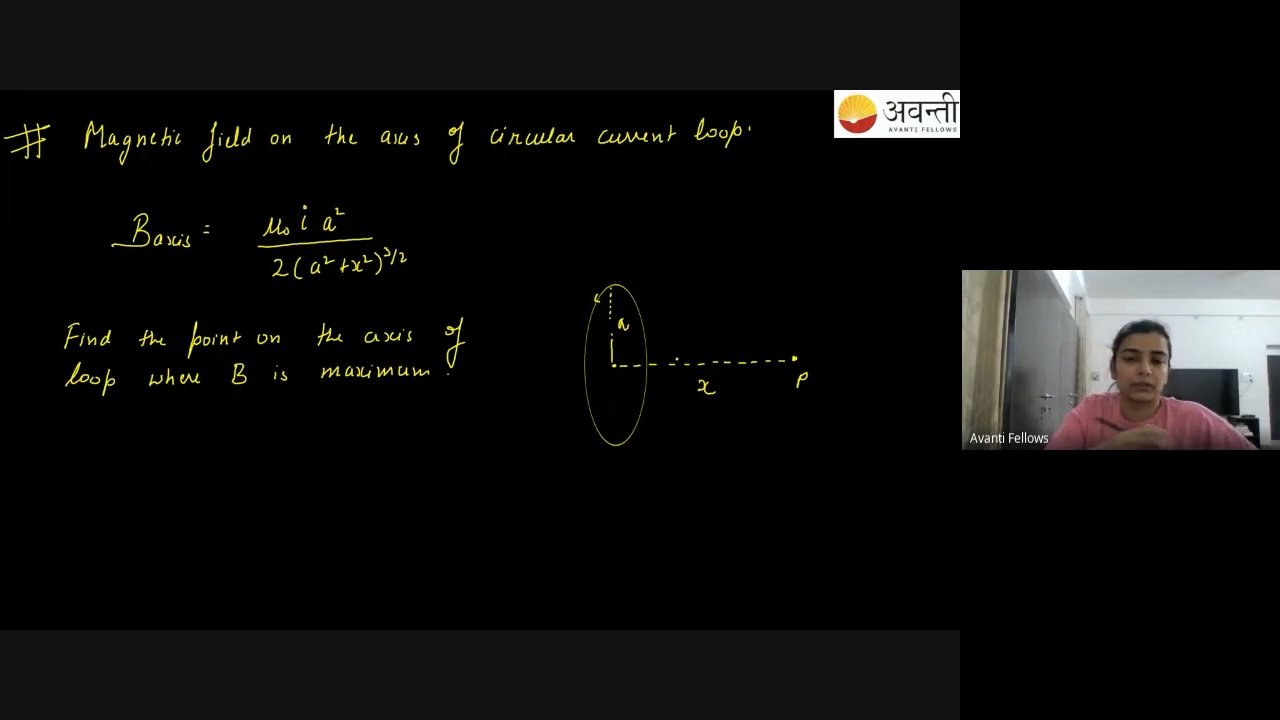 # Magnetic field on the axis of circular current loop.
अवन्ती
AVANTI FELLOWS
B axis = μ₀ i a² / 2(a²+x²)^3/2
Find the point on the axis of
loop where B is maximum.
a
x
P
Avanti Fellows